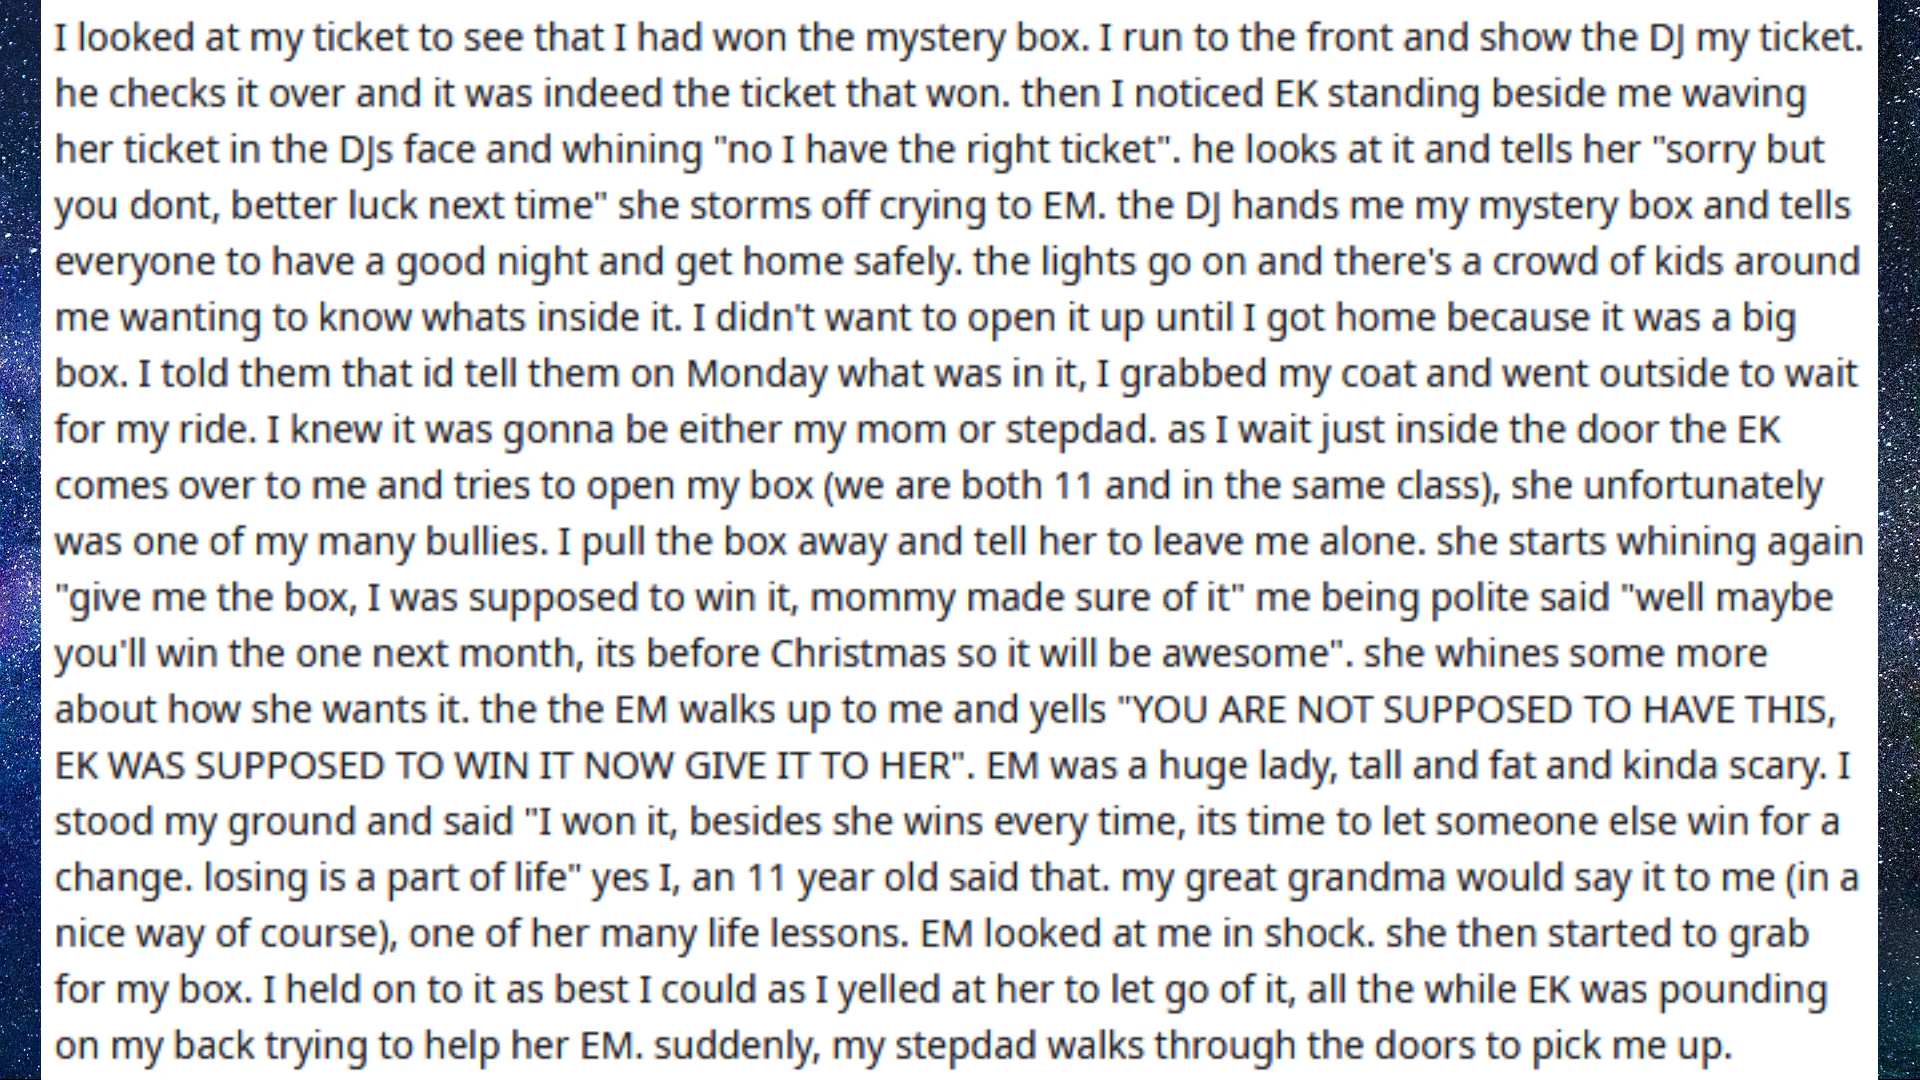 I looked at my ticket to see that I had won the mystery box. I run to the front and show the DJ my ticket.
he checks it over and it was indeed the ticket that won. then I noticed EK standing beside me waving
her ticket in the DJs face and whining "no I have the right ticket". he looks at it and tells her "sorry but
you dont, better luck next time" she storms off crying to EM. the DJ hands me my mystery box and tells
everyone to have a good night and get home safely. the lights go on and there's a crowd of kids around
me wanting to know whats inside it. I didn't want to open it up until I got home because it was a big
box. I told them that id tell them on Monday what was in it, I grabbed my coat and went outside to wait
for my ride. I knew it was gonna be either my mom or stepdad. as I wait just inside the door the EK
comes over to me and tries to open my box (we are both 11 and in the same class), she unfortunately
was one of my many bullies. I pull the box away and tell her to leave me alone. she starts whining again
"give me the box, I was supposed to win it, mommy made sure of it" me being polite said "well maybe
you'll win the one next month, its before Christmas so it will be awesome". she whines some more
about how she wants it. the the EM walks up to me and yells "YOU ARE NOT SUPPOSED TO HAVE THIS,
EK WAS SUPPOSED TO WIN IT NOW GIVE IT TO HER". EM was a huge lady, tall and fat and kinda scary. I
stood my ground and said "I won it, besides she wins every time, its time to let someone else win for a
change. losing is a part of life" yes I, an 11 year old said that. my great grandma would say it to me (in a
nice way of course), one of her many life lessons. EM looked at me in shock. she then started to grab
for my box. I held on to it as best I could as I yelled at her to let go of it, all the while EK was pounding
on my back trying to help her EM. suddenly, my stepdad walks through the doors to pick me up.